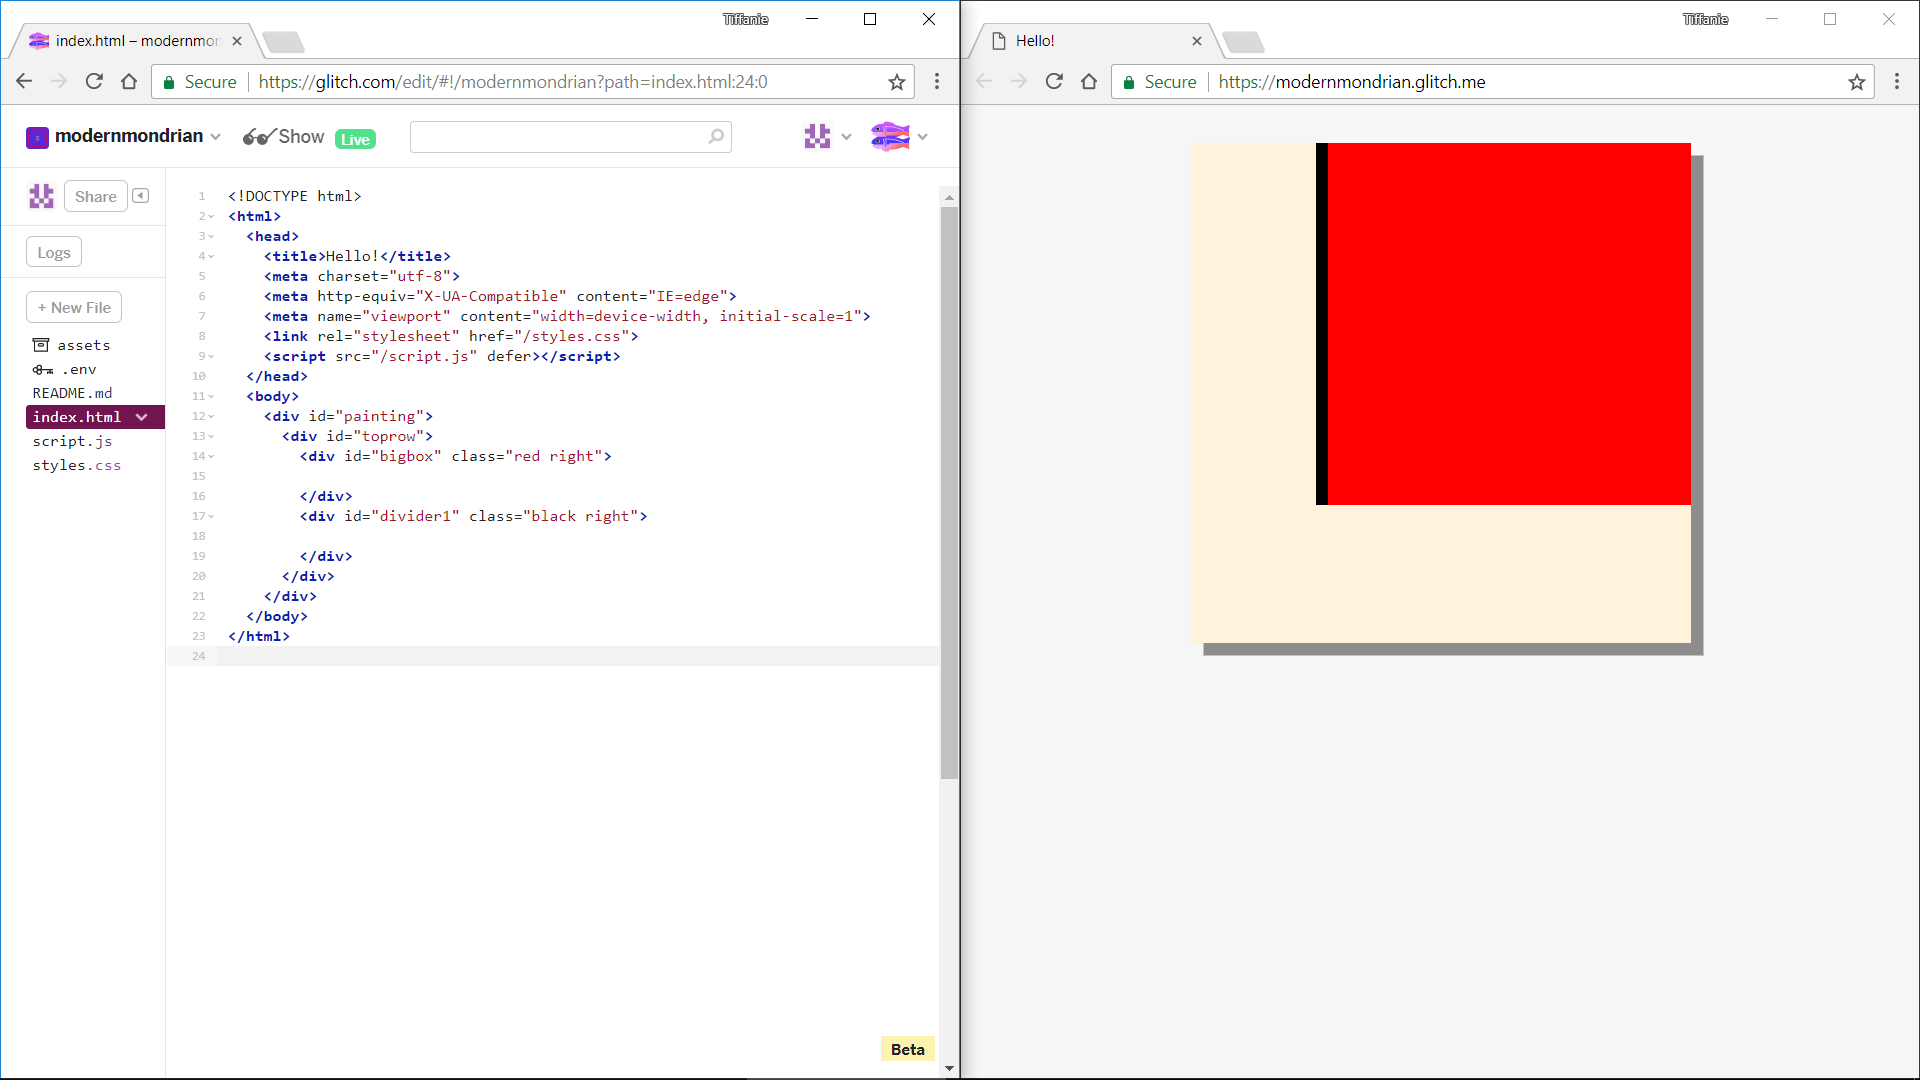 Tiffanie
index.html – modernmon
Secure https://glitch.com/edit/#!/modernmondrian?path=index.html:24:0
modernmondrian Show Live
Share
Logs
+ New File
assets
.env
README.md
index.html
script.js
styles.css
1 <!DOCTYPE html>
2 <html>
3 <head>
4 <title>Hello!</title>
5 <meta charset="utf-8">
6 <meta http-equiv="X-UA-Compatible" content="IE=edge">
7 <meta name="viewport" content="width=device-width, initial-scale=1">
8 <link rel="stylesheet" href="/styles.css">
9 <script src="/script.js" defer></script>
10 </head>
11 <body>
12 <div id="painting">
13 <div id="toprow">
14 <div id="bigbox" class="red right">
15
16 </div>
17 <div id="divider1" class="black right">
18
19 </div>
20 </div>
21 </div>
22 </body>
23 </html>
24
Beta
Tiffanie
Hello!
Secure https://modernmondrian.glitch.me